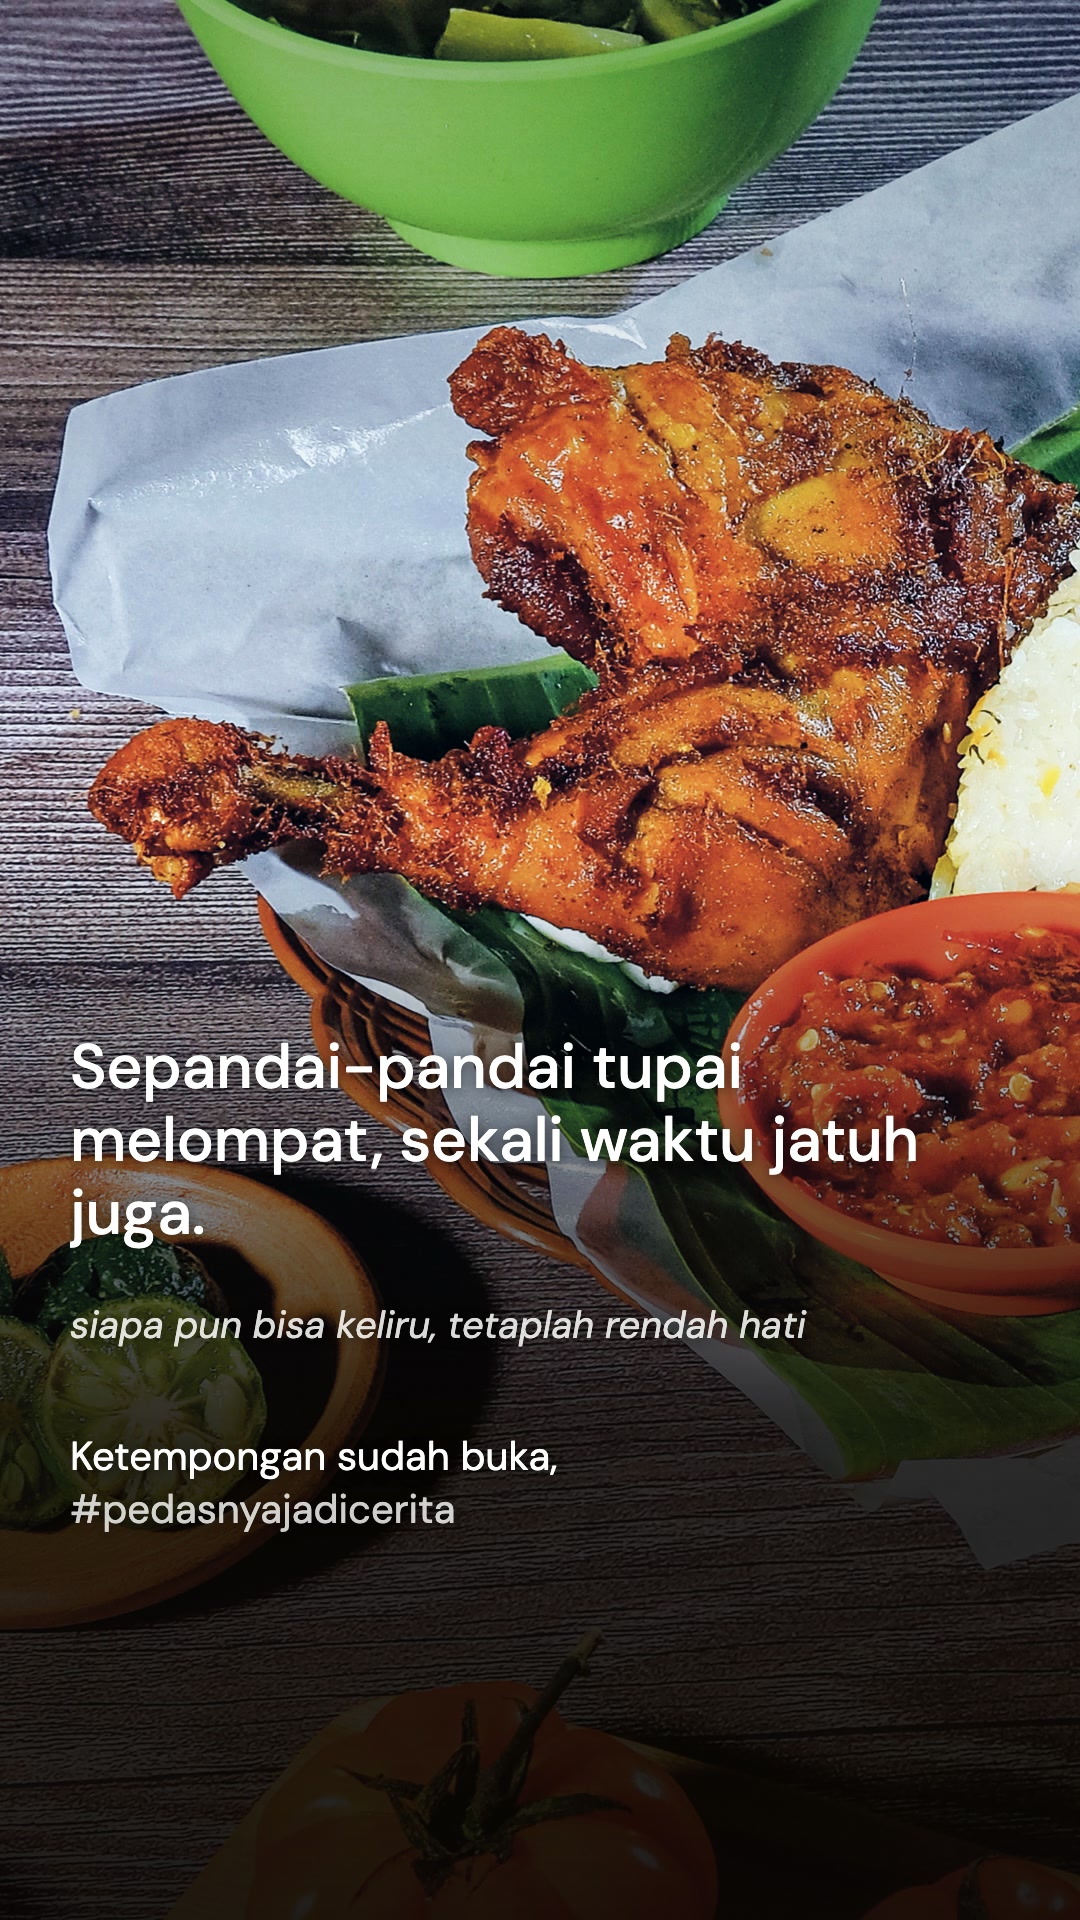 Sepandai-pandai tupai
melompat, sekali waktu jatuh
juga.
siapa pun bisa keliru, tetaplah rendah hati
Ketempongan sudah buka,
#pedasnyajadicerita